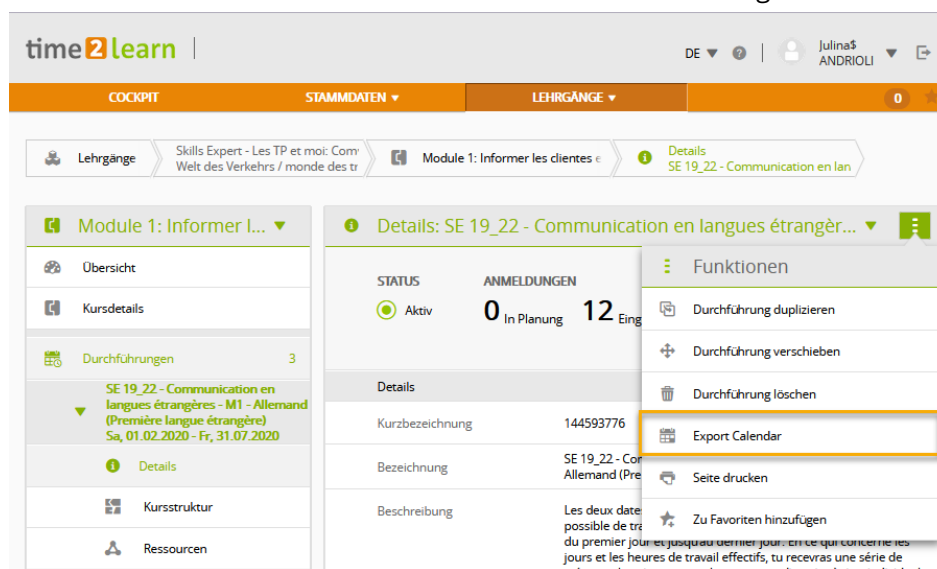 time2learn
DE
Julina$
ANDRIOLI
COCKPIT
STAMMDATEN
LEHRGÄNGE
0
Lehrgänge
Skills Expert - Les TP et moi: Com
Welt des Verkehrs / monde des tr
Module 1: Informer les clientes e
Details
SE 19_22 - Communication en lan
Module 1: Informer l...
Übersicht
Kursdetails
Durchführungen 3
SE 19_22 - Communication en
langues étrangères - M1 - Allemand
(Première langue étrangère)
Sa, 01.02.2020 - Fr, 31.07.2020
Details
Kursstruktur
Ressourcen
Details: SE 19_22 - Communication en langues étrangèr...
STATUS
Aktiv
ANMELDUNGEN
0 In Planung 12 Eing
Details
Kurzbezeichnung 144593776
Bezeichnung SE 19_22 - Cor
Allemand (Pre
Beschreibung Les deux date
possible de tra
du premier jour et jusqu'au dernier jour. En ce qui concerne les
jours et les heures de travail effectifs, tu recevras une série de
Funktionen
Durchführung duplizieren
Durchführung verschieben
Durchführung löschen
Export Calendar
Seite drucken
Zu Favoriten hinzufügen